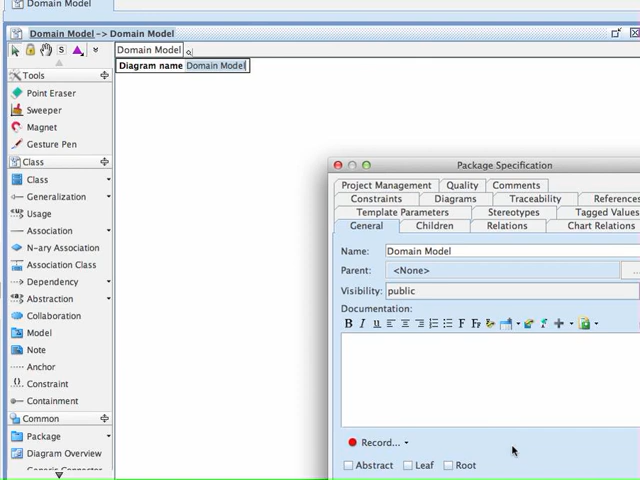 Domain Model
Domain Model -> Domain Model
S
Domain Model
Diagram name Domain Model
Tools
Point Eraser
Sweeper
Magnet
Gesture Pen
Class
Class
Generalization
Usage
Association
N-ary Association
Association Class
Dependency
Abstraction
Collaboration
Model
Note
Anchor
Constraint
Containment
Common
Package
Diagram Overview
Generic Connector
Package Specification
Project Management Quality Comments
Constraints Diagrams Traceability References
Template Parameters Stereotypes Tagged Values
General Children Relations Chart Relations
Name: Domain Model
Parent: <None> ...
Visibility: public
Documentation:
B I U F
Record...
Abstract Leaf Root